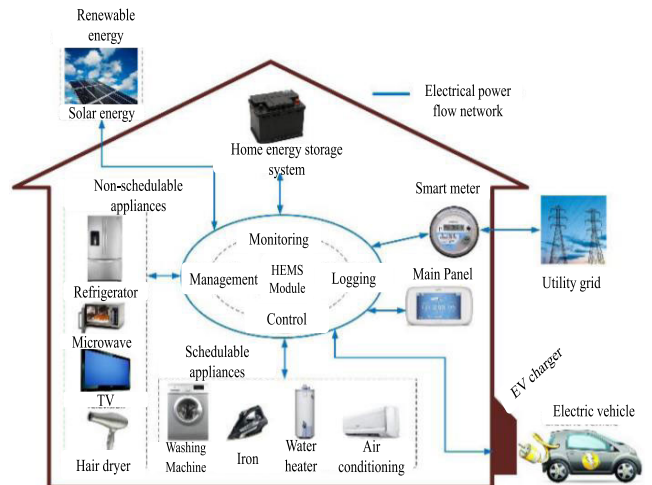 Renewable
energy
Solar energy
Electrical power
flow network
Home energy storage
system
Non-schedulable
appliances
Smart meter
Monitoring
Refrigerator
Management
HEMS
Module
Logging
Main Panel
Utility grid
Microwave
Control
Schedulable
appliances
TV
EV charger
Electric vehicle
Hair dryer
Washing
Machine
Iron
Water
heater
Air
conditioning